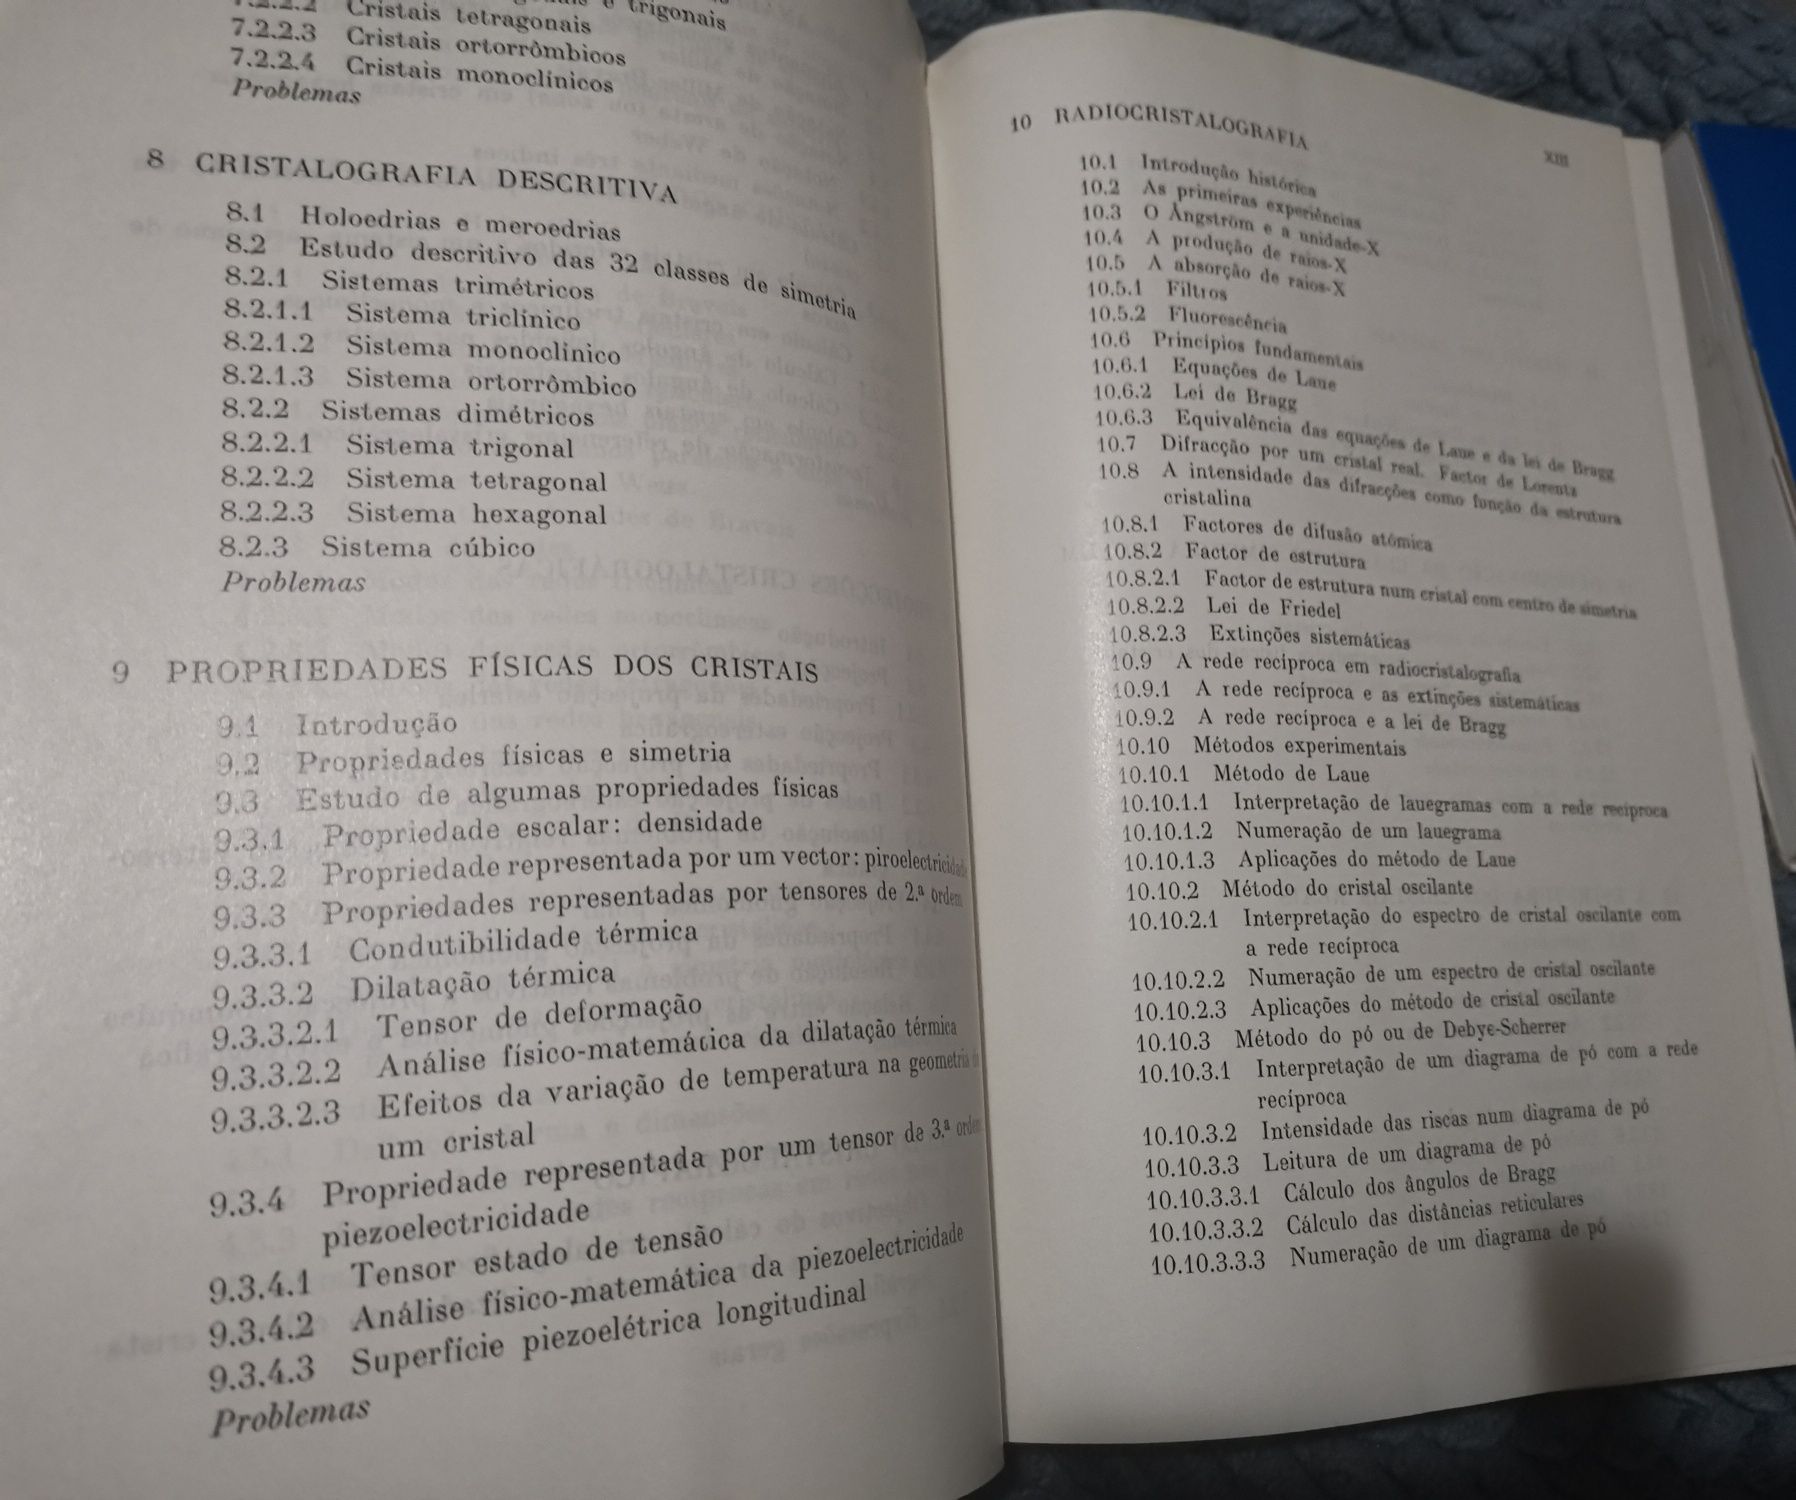 7.2.2.2 Cristais tetragonais
trigonais
7.2.2.3 Cristais ortorrômbicos
7.2.2.4 Cristais monoclínicos
Problemas
8 CRISTALOGRAFIA DESCRITIVA
8.1 Holoedrias e meroedrias
8.2 Estudo descritivo das 32 classes de simetria
8.2.1 Sistemas trimétricos
8.2.1.1 Sistema triclínico
8.2.1.2 Sistema monoclínico
8.2.1.3 Sistema ortorrômbico
8.2.2 Sistemas dimétricos
8.2.2.1 Sistema trigonal
8.2.2.2 Sistema tetragonal
8.2.2.3 Sistema hexagonal
8.2.3 Sistema cúbico
Problemas
9 PROPRIEDADES FÍSICAS DOS CRISTAIS
9.1 Introdução
9.2 Propriedades físicas e simetria
9.3 Estudo de algumas propriedades físicas
9.3.1 Propriedade escalar: densidade
9.3.2 Propriedade representada por um vector: piroelectricidade
9.3.3 Propriedades representadas por tensores de 2.ª ordem
9.3.3.1 Condutibilidade térmica
9.3.3.2 Dilatação térmica
9.3.3.2.1 Tensor de deformação
9.3.3.2.2 Análise físico-matemática da dilatação térmica
9.3.3.2.3 Efeitos da variação de temperatura na geometria
um cristal
9.3.4 Propriedade representada por um tensor de 3.ª ordem
piezoelectricidade
9.3.4.1 Tensor estado de tensão
9.3.4.2 Análise físico-matemática da piezoelectricidade
9.3.4.3 Superfície piezoelétrica longitudinal
Problemas
XIII
10 RADIOCRISTALOGRAFIA
10.1 Introdução histórica
10.2 As primeiras experiências
10.3 O Ångström e a unidade-X
10.4 A produção de raios-X
10.5 A absorção de raios-X
10.5.1 Filtros
10.5.2 Fluorescência
10.6 Princípios fundamentais
10.6.1 Equações de Laue
10.6.2 Lei de Bragg
10.6.3 Equivalência das equações de Laue e da lei de Bragg
10.7 Difracção por um cristal real. Factor de Lorentz
10.8 A intensidade das difracções como função da estrutura
cristalina
10.8.1 Factores de difusão atómica
10.8.2 Factor de estrutura
10.8.2.1 Factor de estrutura num cristal com centro de simetria
10.8.2.2 Lei de Friedel
10.8.2.3 Extinções sistemáticas
10.9 A rede recíproca em radiocristalografia
10.9.1 A rede recíproca e as extinções sistemáticas
10.9.2 A rede recíproca e a lei de Bragg
10.10 Métodos experimentais
10.10.1 Método de Laue
10.10.1.1 Interpretação de lauegramas com a rede recíproca
10.10.1.2 Numeração de um lauegrama
10.10.1.3 Aplicações do método de Laue
10.10.2 Método do cristal oscilante
10.10.2.1 Interpretação do espectro de cristal oscilante com
a rede recíproca
10.10.2.2 Numeração de um espectro de cristal oscilante
10.10.2.3 Aplicações do método de cristal oscilante
10.10.3 Método do pó ou de Debye-Scherrer
10.10.3.1 Interpretação de um diagrama de pó com a rede
recíproca
10.10.3.2 Intensidade das riscas num diagrama de pó
10.10.3.3 Leitura de um diagrama de pó
10.10.3.3.1 Cálculo dos ângulos de Bragg
10.10.3.3.2 Cálculo das distâncias reticulares
10.10.3.3.3 Numeração de um diagrama de pó